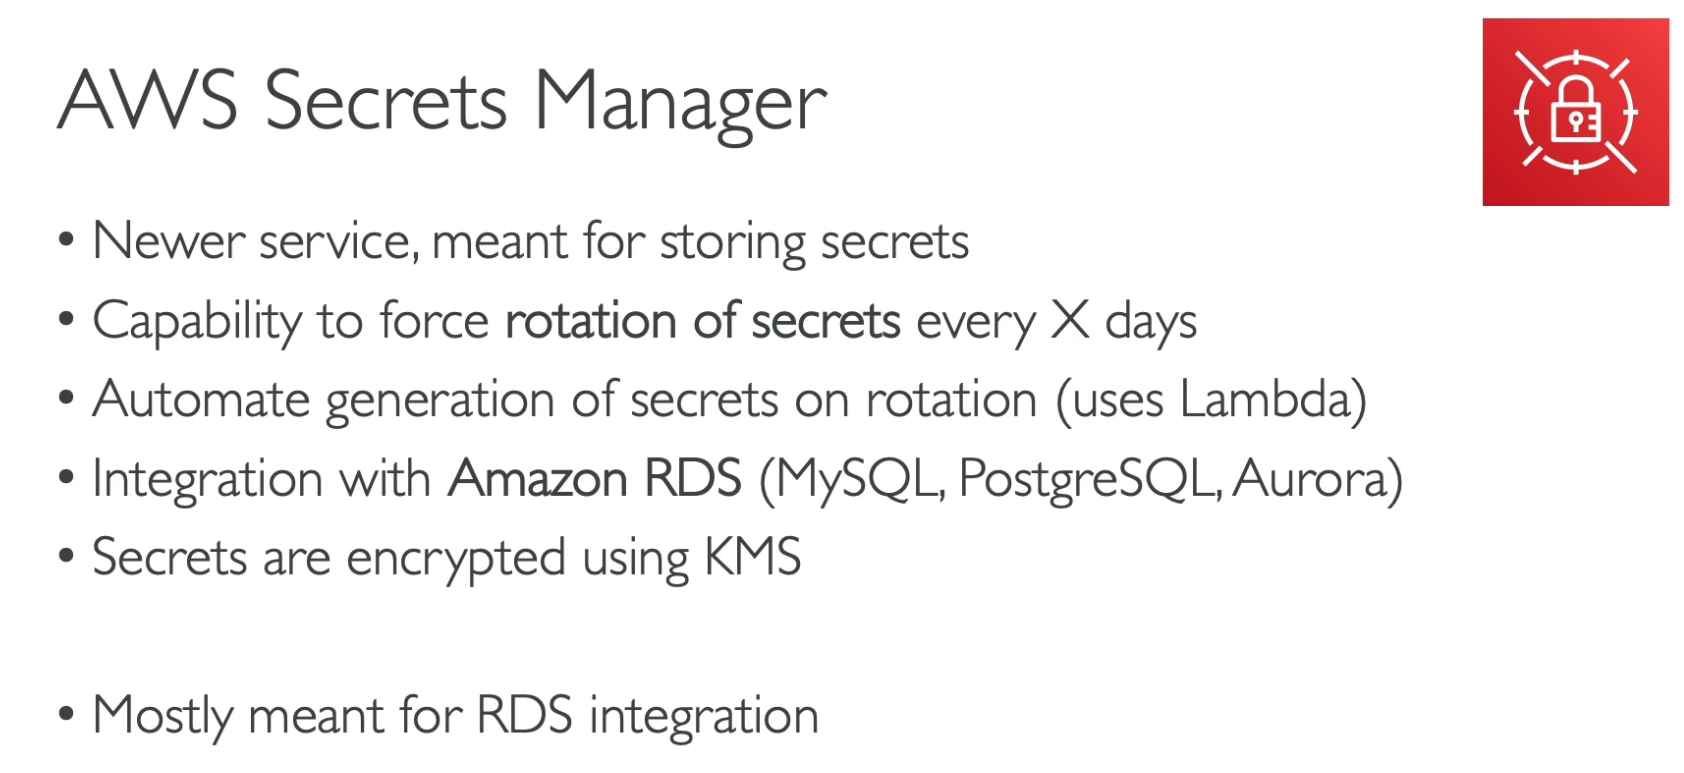 AWS Secrets Manager
• Newer service, meant for storing secrets
• Capability to force rotation of secrets every X days
• Automate generation of secrets on rotation (uses Lambda)
• Integration with Amazon RDS (MySQL, PostgreSQL, Aurora)
• Secrets are encrypted using KMS
• Mostly meant for RDS integration